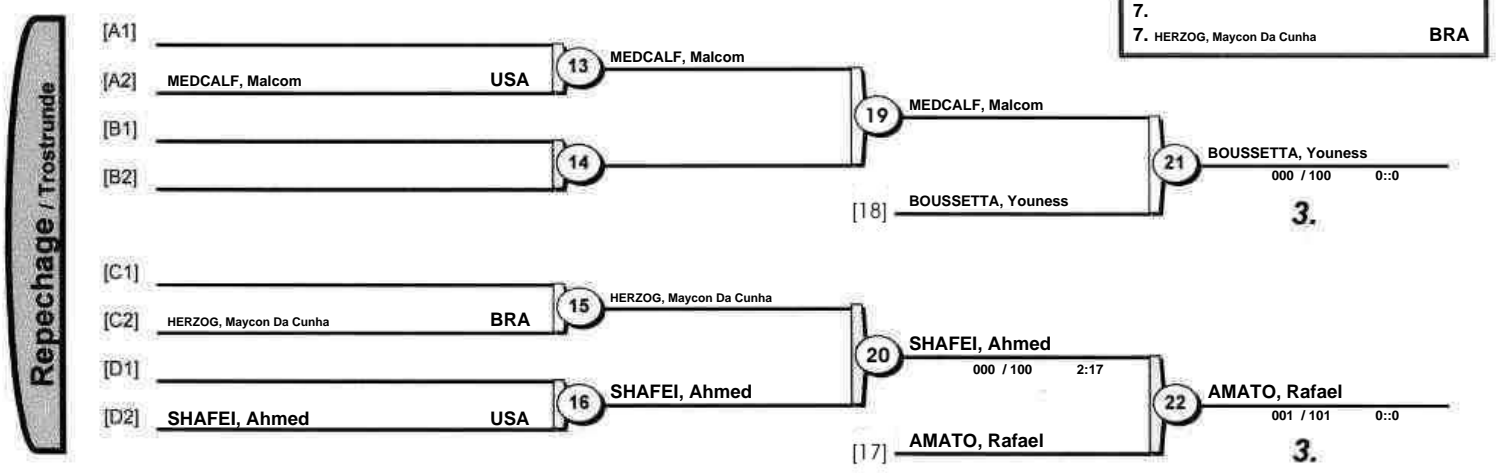 7.
7. HERZOG, Maycon Da Cunha BRA
Repechage / Trostrunde
[A1]
[A2] MEDCALF, Malcom USA
13 MEDCALF, Malcom
[B1]
[B2]
14
19 MEDCALF, Malcom
[18] BOUSSETTA, Youness
21 BOUSSETTA, Youness
000 / 100 0::0
3.
[C1]
[C2] HERZOG, Maycon Da Cunha BRA
15 HERZOG, Maycon Da Cunha
[D1]
[D2] SHAFEI, Ahmed USA
16 SHAFEI, Ahmed
20 SHAFEI, Ahmed
000 / 100 2:17
[17] AMATO, Rafael
22 AMATO, Rafael
001 / 101 0::0
3.